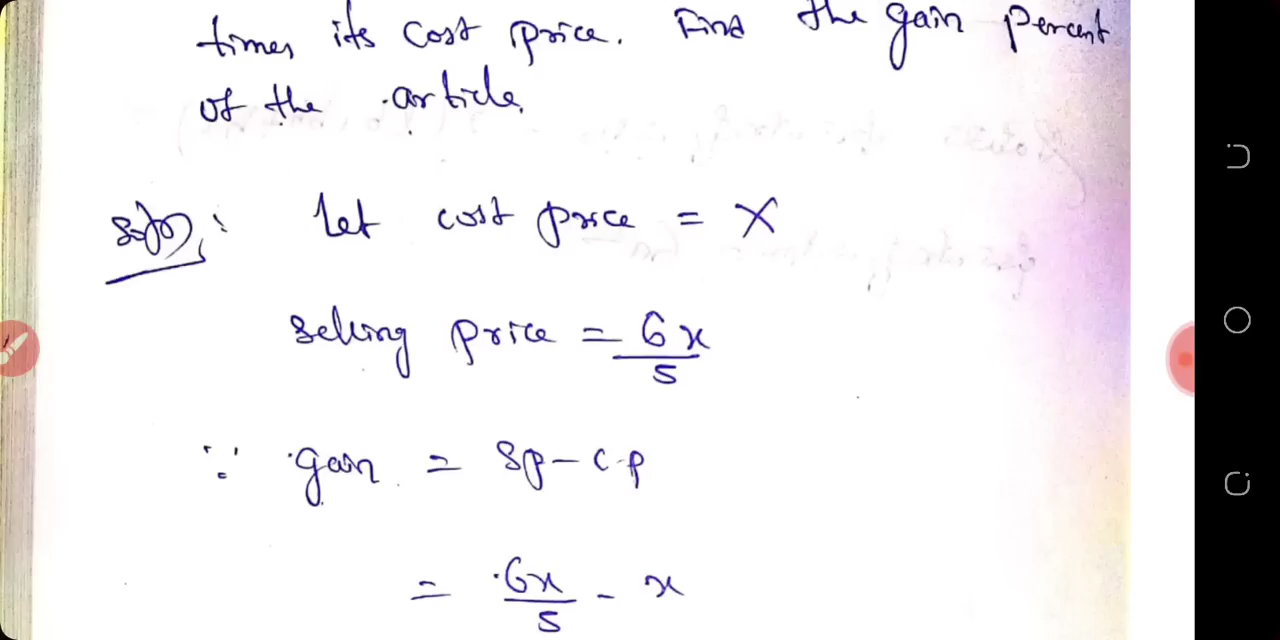 times its cost price. Find the gain percent
of the article.
Soln:
Let cost price = x
Selling price = 6x/5
∵ gain = SP - C.P
= 6x/5 - x